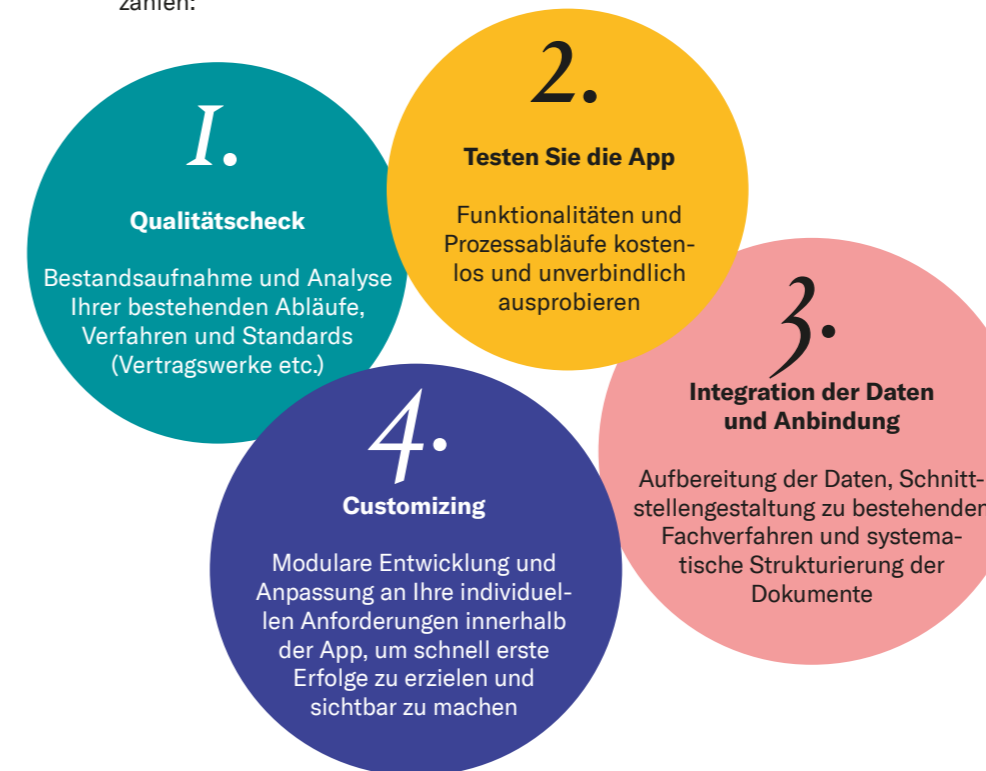 zahlen:
1.
Qualitätscheck
Bestandsaufnahme und Analyse
Ihrer bestehenden Abläufe,
Verfahren und Standards
(Vertragswerke etc.)
2.
Testen Sie die App
Funktionalitäten und
Prozessabläufe kosten-
los und unverbindlich
ausprobieren
3.
Integration der Daten
und Anbindung
Aufbereitung der Daten, Schnitt-
stellengestaltung zu bestehenden
Fachverfahren und systema-
tische Strukturierung der
Dokumente
4.
Customizing
Modulare Entwicklung und
Anpassung an Ihre individuel-
len Anforderungen innerhalb
der App, um schnell erste
Erfolge zu erzielen und
sichtbar zu machen